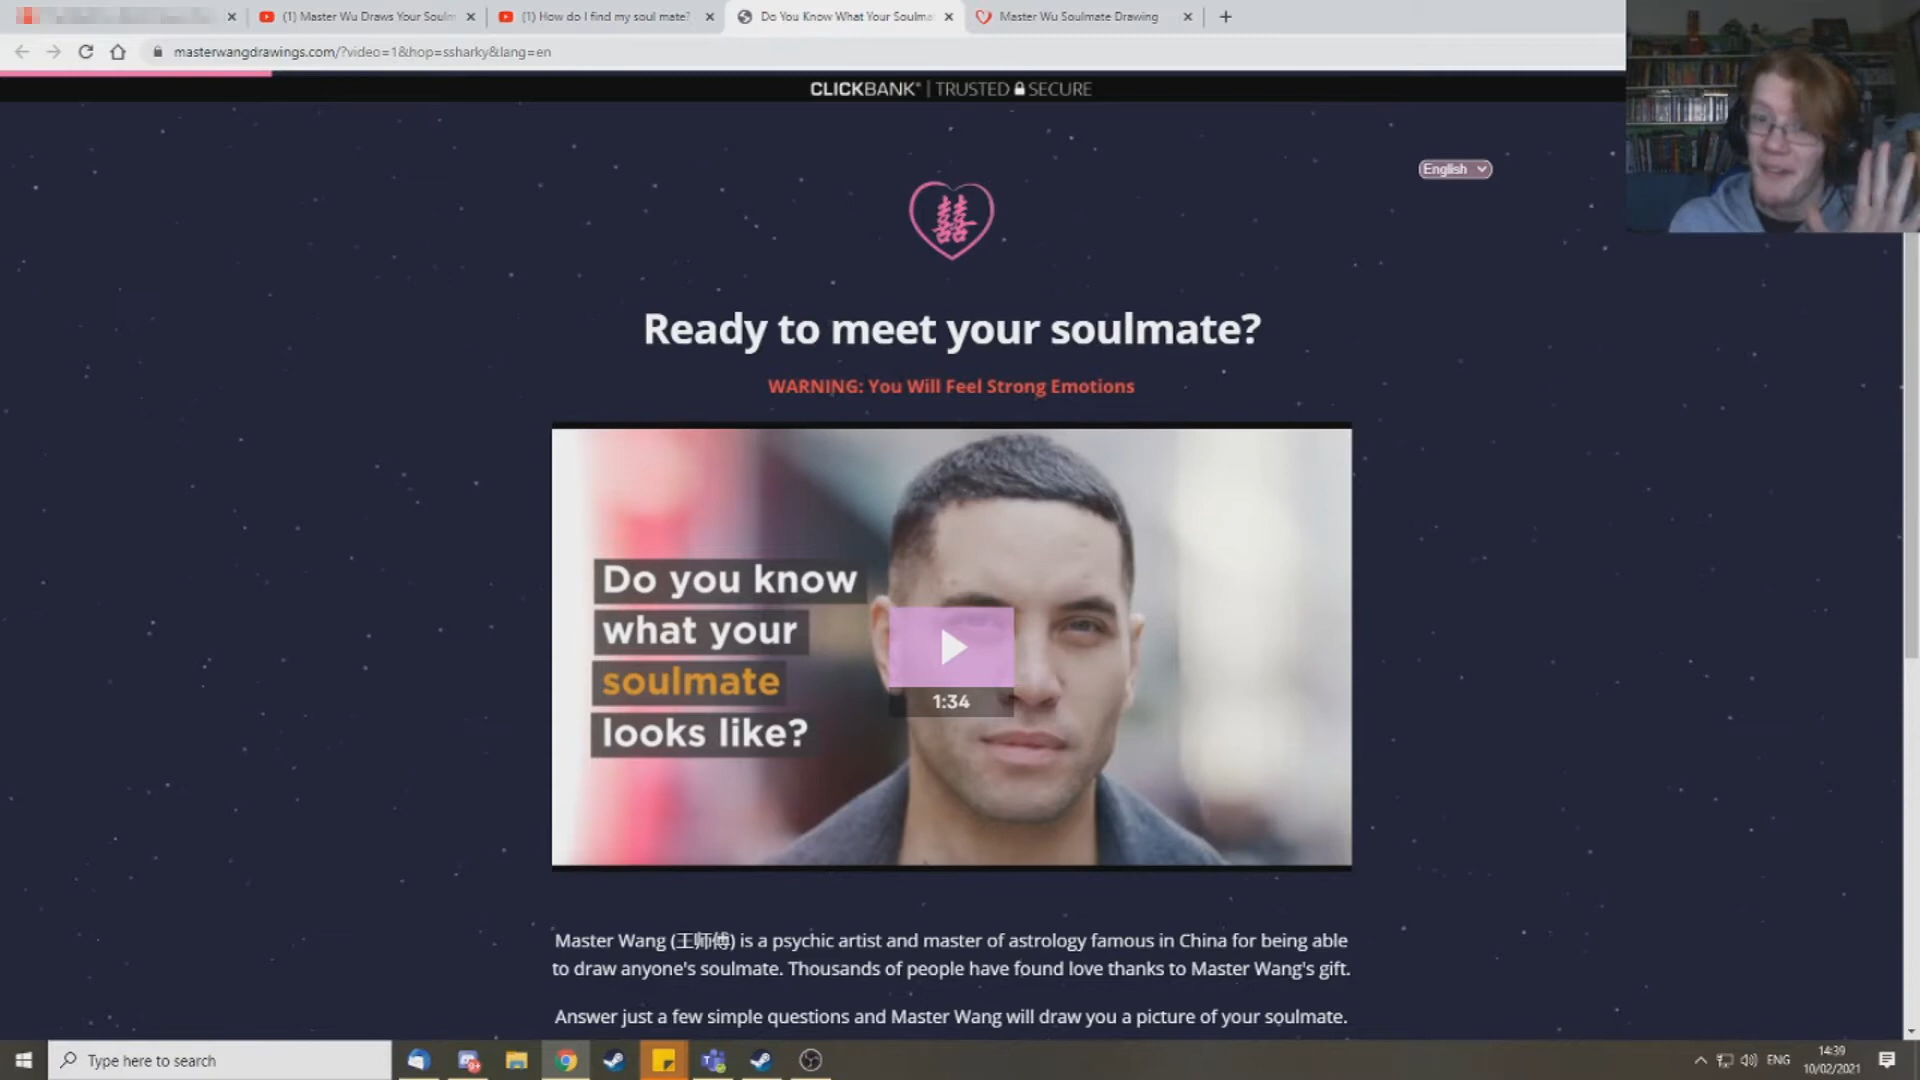 (1) Master Wu Draws Your Soulm
(1) How do I find my soul mate?
Do You Know What Your Soulma
Master Wu Soulmate Drawing
masterwangdrawings.com/?video=1&hop=ssharky&lang=en
CLICKBANK® | TRUSTED SECURE
English
囍
Ready to meet your soulmate?
WARNING: You Will Feel Strong Emotions
Do you know
what your
soulmate
looks like?
1:34
Master Wang (王师傅) is a psychic artist and master of astrology famous in China for being able
to draw anyone's soulmate. Thousands of people have found love thanks to Master Wang's gift.
Answer just a few simple questions and Master Wang will draw you a picture of your soulmate.
Type here to search
ENG
14:39
10/02/2021